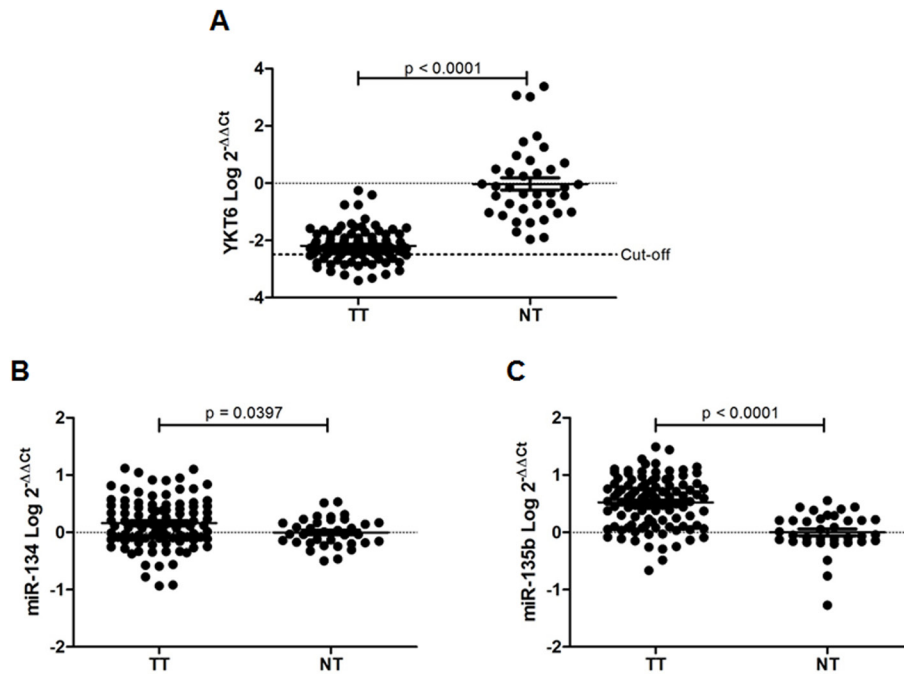 A
p < 0.0001
YKT6 Log 2^-ΔΔCt
4
2
0
-2
-4
Cut-off
TT NT
B
p = 0.0397
miR-134 Log 2^-ΔΔCt
2
1
0
-1
-2
TT NT
C
p < 0.0001
miR-135b Log 2^-ΔΔCt
2
1
0
-1
-2
TT NT